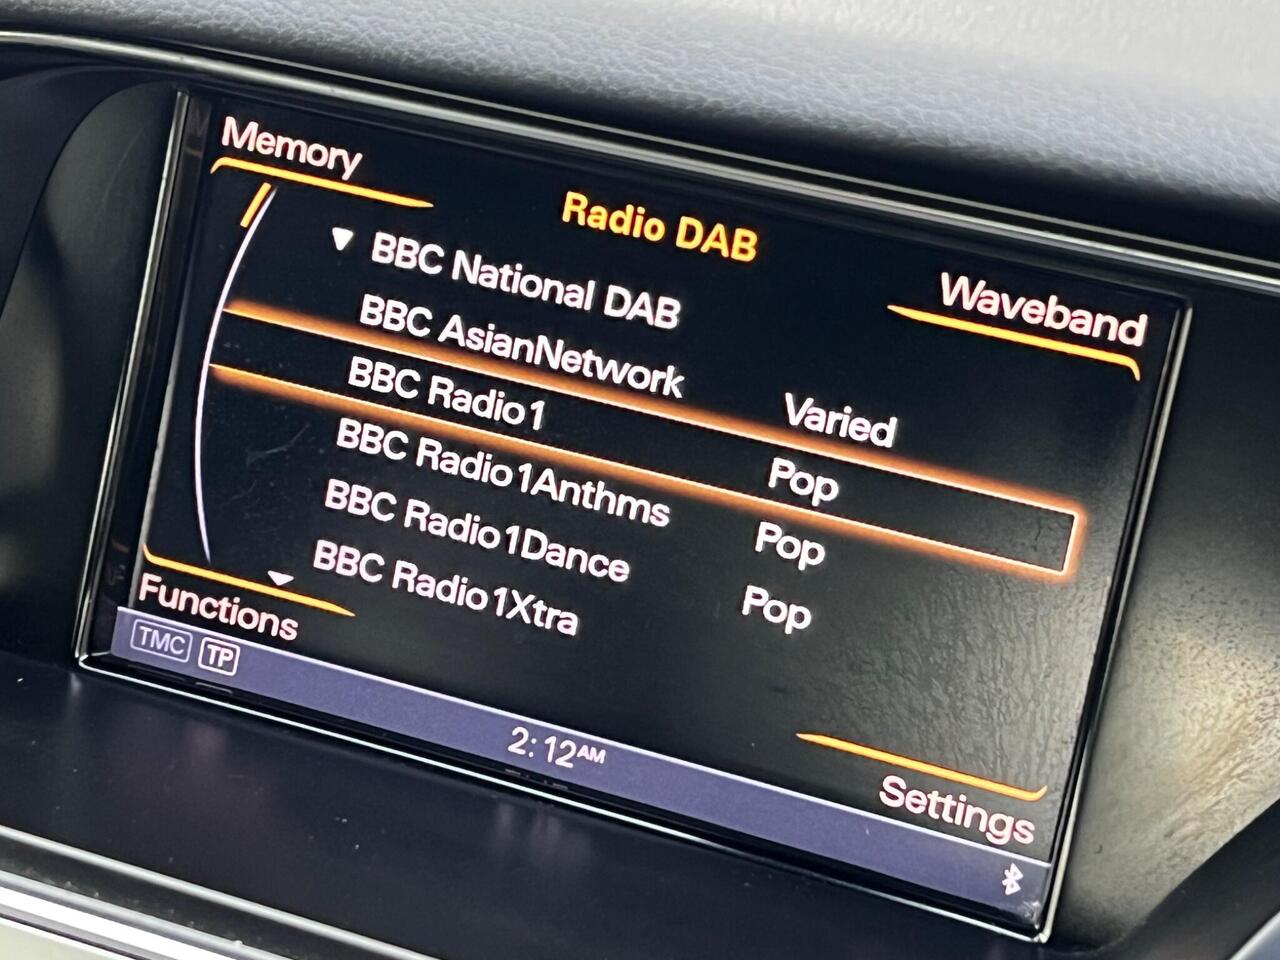 Memory
Radio DAB
Waveband
BBC National DAB
BBC AsianNetwork Varied
BBC Radio1 Pop
BBC Radio1Anthms Pop
BBC Radio1Dance Pop
BBC Radio1Xtra
Functions
Settings
TMC TP
2:12AM